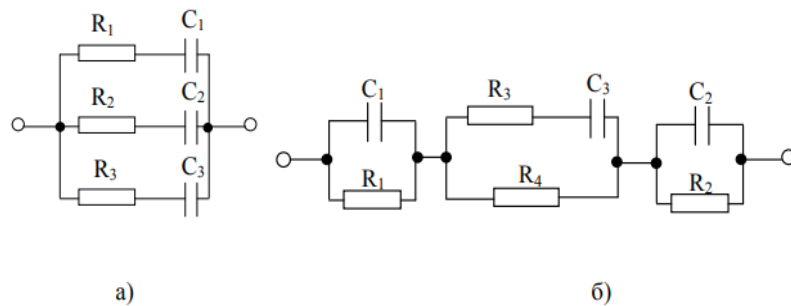 R1 C1
R2 C2
R3 C3
C1
R1
R3 C3
R4
C2
R2
а) б)